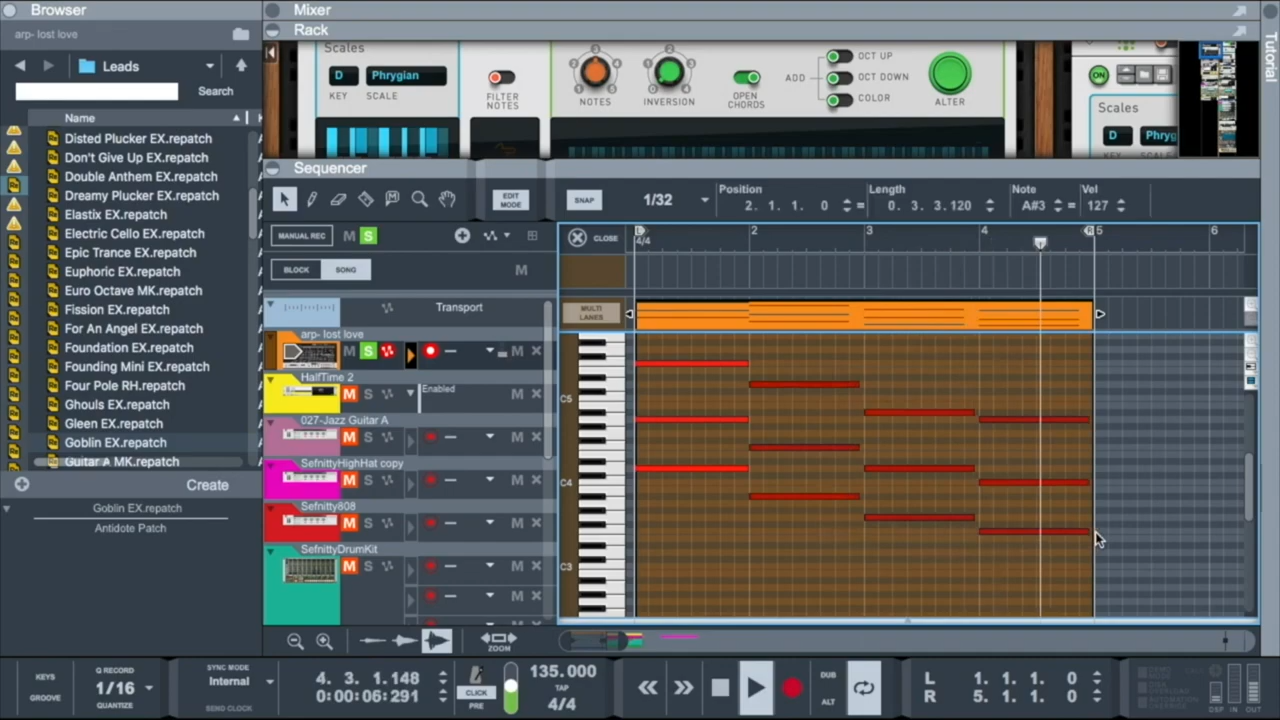 Browser
Mixer
arp- lost love
Rack
Leads
Search
Scales
D Phrygian
KEY SCALE
FILTER NOTES
NOTES
INVERSION
OPEN CHORDS
ADD
OCT UP
OCT DOWN
COLOR
ALTER
ON
Scales
D Phryg
Tutorial
Name
Disted Plucker EX.repatch
Don't Give Up EX.repatch
Double Anthem EX.repatch
Dreamy Plucker EX.repatch
Elastix EX.repatch
Electric Cello EX.repatch
Epic Trance EX.repatch
Euphoric EX.repatch
Euro Octave MK.repatch
Fission EX.repatch
For An Angel EX.repatch
Foundation EX.repatch
Founding Mini EX.repatch
Four Pole RH.repatch
Ghouls EX.repatch
Gleen EX.repatch
Goblin EX.repatch
Guitar A MK.repatch
Create
Goblin EX.repatch
Antidote Patch
Sequencer
EDIT MODE
SNAP
1/32
Position
2. 1. 1. 0
Length
0. 3. 3.120
Note
A#3
Vel
127
MANUAL REC
M S
BLOCK SONG
M
CLOSE
4/4
L 2 3 4 R 5 6
MULTI LANES
Transport
arp- lost love
M S M
HalfTime 2
M S Enabled M
027-Jazz Guitar A
M S M
SefnittyHighHat copy
M S M
Sefnitty808
M S M
SefnittyDrumKit
M S M
M
C5
C4
C3
ZOOM
KEYS
GROOVE
Q RECORD
1/16
QUANTIZE
SYNC MODE
Internal
SEND CLOCK
4. 3. 1.148
0:00:06:291
CLICK
PRE
135.000
TAP
4/4
DUB
ALT
L 1. 1. 1. 0
R 5. 1. 1. 0
DSP IN OUT